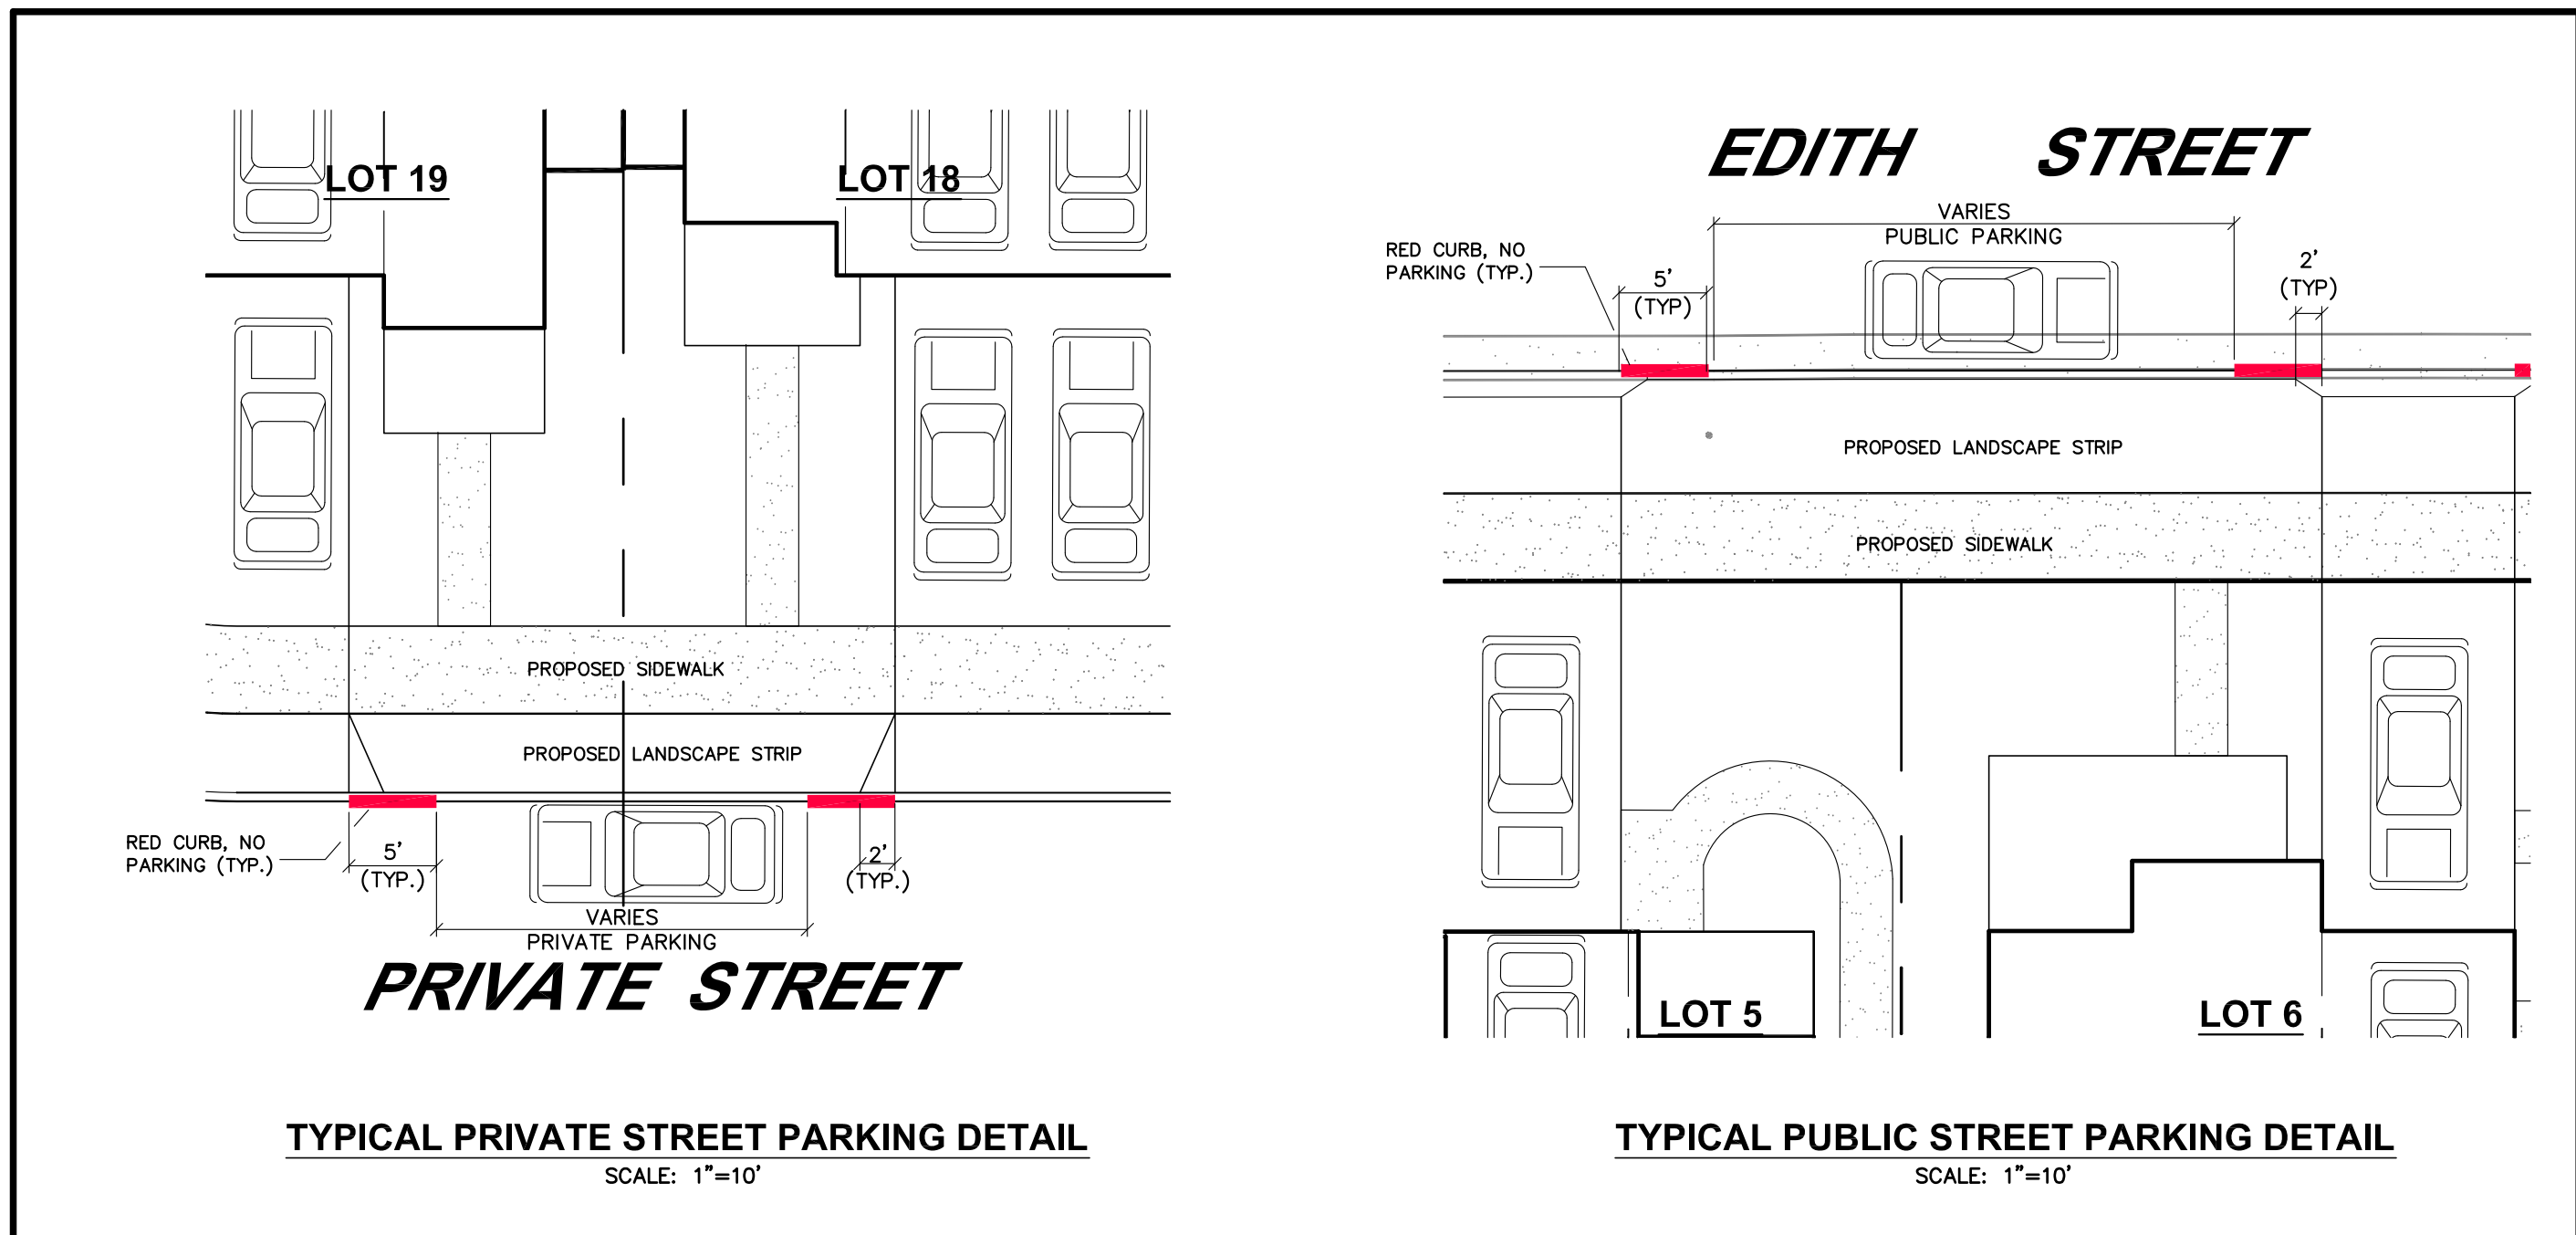 LOT 19
LOT 18
PROPOSED SIDEWALK
PROPOSED LANDSCAPE STRIP
RED CURB, NO
PARKING (TYP.)
5'
(TYP.)
2'
(TYP.)
VARIES
PRIVATE PARKING
PRIVATE STREET
TYPICAL PRIVATE STREET PARKING DETAIL
SCALE: 1"=10'
EDITH STREET
VARIES
PUBLIC PARKING
RED CURB, NO
PARKING (TYP.)
5'
(TYP)
2'
(TYP)
PROPOSED LANDSCAPE STRIP
PROPOSED SIDEWALK
LOT 5
LOT 6
TYPICAL PUBLIC STREET PARKING DETAIL
SCALE: 1"=10'